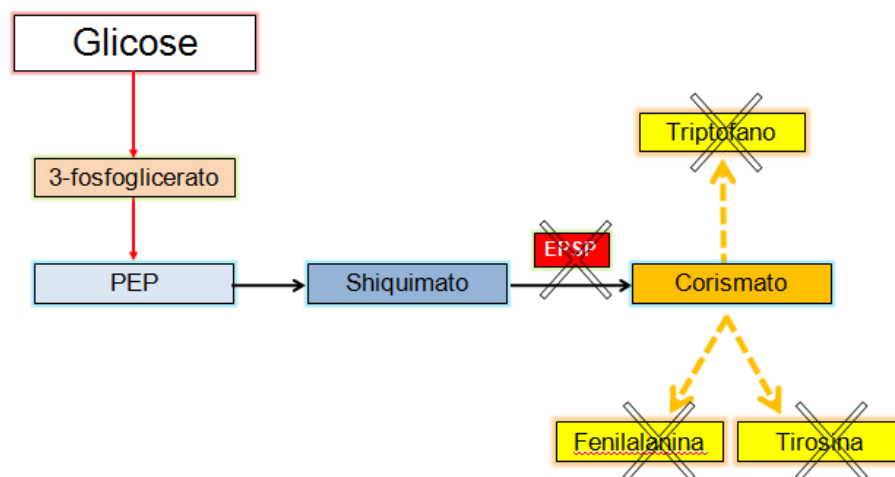 Glicose
Triptofano
3-fosfoglicerato
EPSP
PEP
Shiquimato
Corismato
Fenilalanina
Tirosina